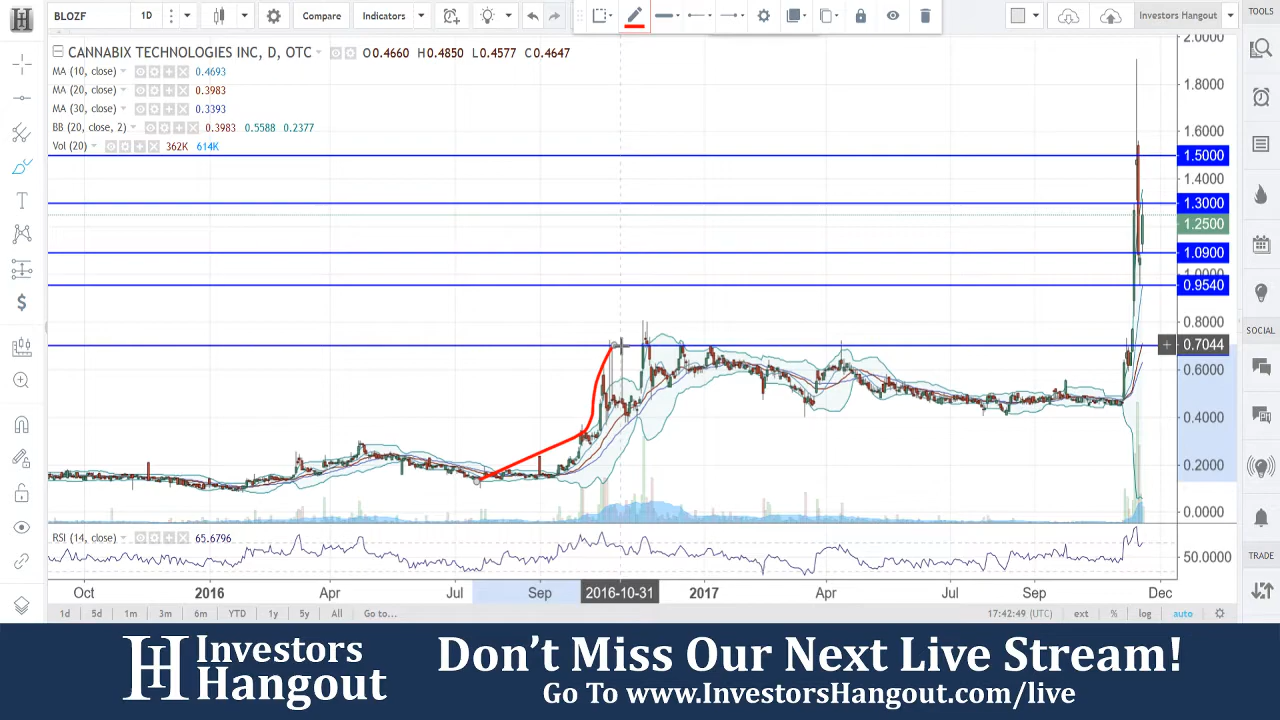 BLOZF 1D Compare Indicators Investors Hangout TOOLS
CANNABIX TECHNOLOGIES INC, D, OTC O0.4660 H0.4850 L0.4577 C0.4647
MA (10, close) 0.4693
MA (20, close) 0.3983
MA (30, close) 0.3393
BB (20, close, 2) 0.3983 0.5588 0.2377
Vol (20) 362K 614K
2.0000
1.8000
1.6000
1.5000
1.4000
1.3000
1.2500
1.0900
1.0000
0.9540
0.8000
0.7044
0.6000
0.4000
0.2000
0.0000
SOCIAL
RSI (14, close) 65.6796
50.0000
TRADE
Oct 2016 Apr Jul Sep 2016-10-31 2017 Apr Jul Sep Dec
1d 5d 1m 3m 6m YTD 1y 5y All Go to... 17:42:49 (UTC) ext % log auto
Investors
Hangout
Don't Miss Our Next Live Stream!
Go To www.InvestorsHangout.com/live